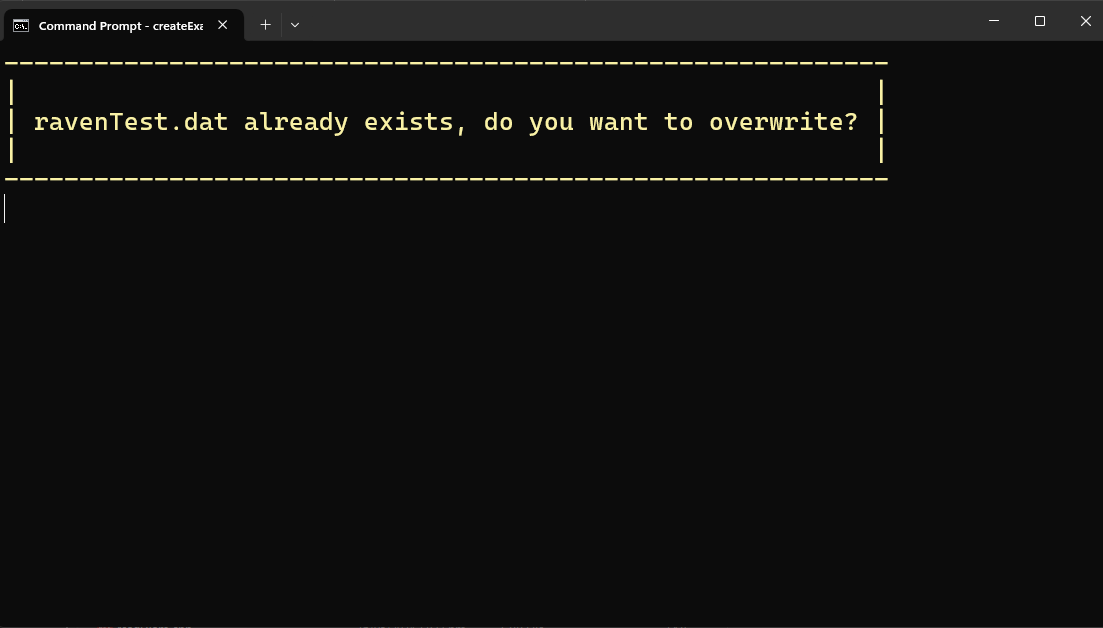 Command Prompt - createExa
ravenTest.dat already exists, do you want to overwrite?